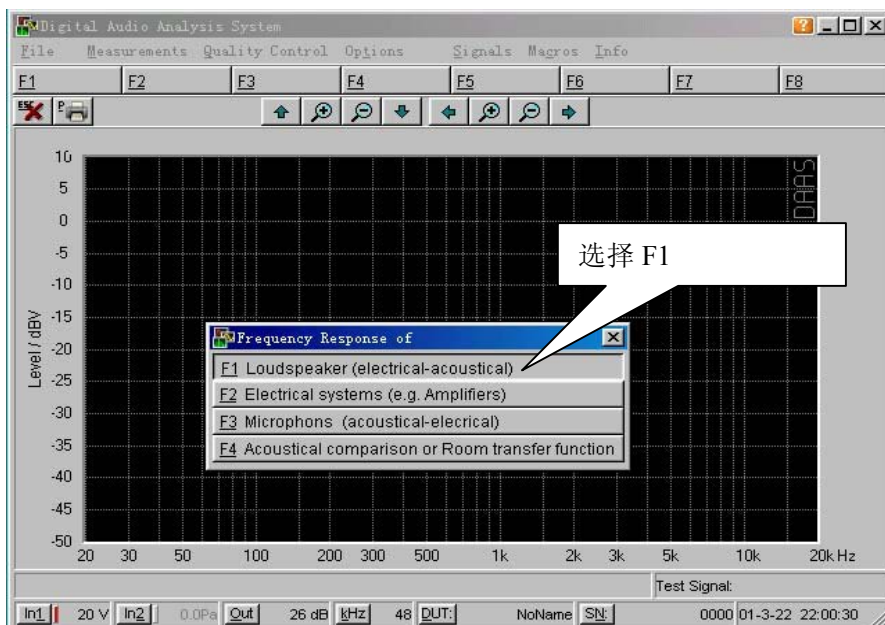 Digital Audio Analysis System
File Measurements Quality Control Options Signals Macros Info
F1 F2 F3 F4 F5 F6 F7 F8
ESC P
10
5
0
-5
-10
-15
-20
-25
-30
-35
-40
-45
-50
Level / dBV
DAAS
选择 F1
Frequency Response of
F1 Loudspeaker (electrical-acoustical)
F2 Electrical systems (e.g. Amplifiers)
F3 Microphons (acoustical-elecrical)
F4 Acoustical comparison or Room transfer function
20 30 50 100 200 300 500 1k 2k 3k 5k 10k 20k Hz
Test Signal:
In1 20 V In2 0.0Pa Out 26 dB kHz 48 DUT: NoName SN: 0000 01-3-22 22:00:30